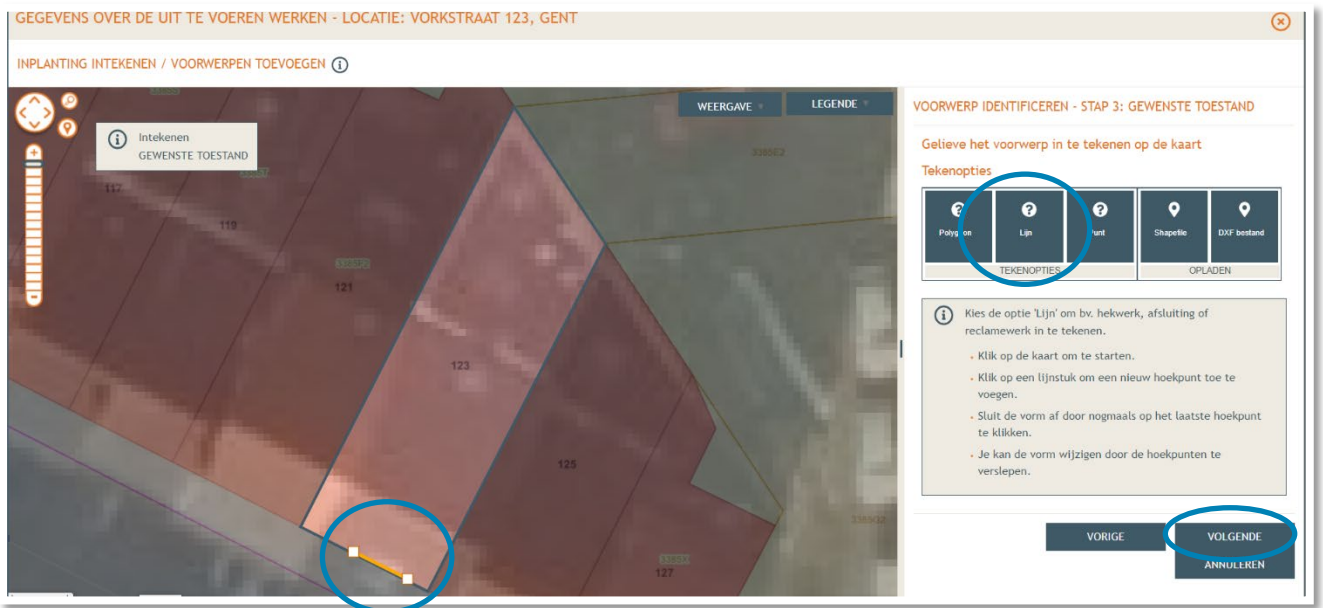 GEGEVENS OVER DE UIT TE VOEREN WERKEN - LOCATIE: VORKSTRAAT 123, GENT
INPLANTING INTEKENEN / VOORWERPEN TOEVOEGEN
WEERGAVE
LEGENDE
Intekenen
GEWENSTE TOESTAND
117
119
121
123
125
127
VOORWERP IDENTIFICEREN - STAP 3: GEWENSTE TOESTAND
Gelieve het voorwerp in te tekenen op de kaart
Tekenopties
Polygoon
Lijn
Punt
Shapefile
DXF bestand
TEKENOPTIES
OPLADEN
Kies de optie 'Lijn' om bv. hekwerk, afsluiting of
reclamewerk in te tekenen.
• Klik op de kaart om te starten.
• Klik op een lijnstuk om een nieuw hoekpunt toe te
voegen.
• Sluit de vorm af door nogmaals op het laatste hoekpunt
te klikken.
• Je kan de vorm wijzigen door de hoekpunten te
verslepen.
VORIGE
VOLGENDE
ANNULEREN